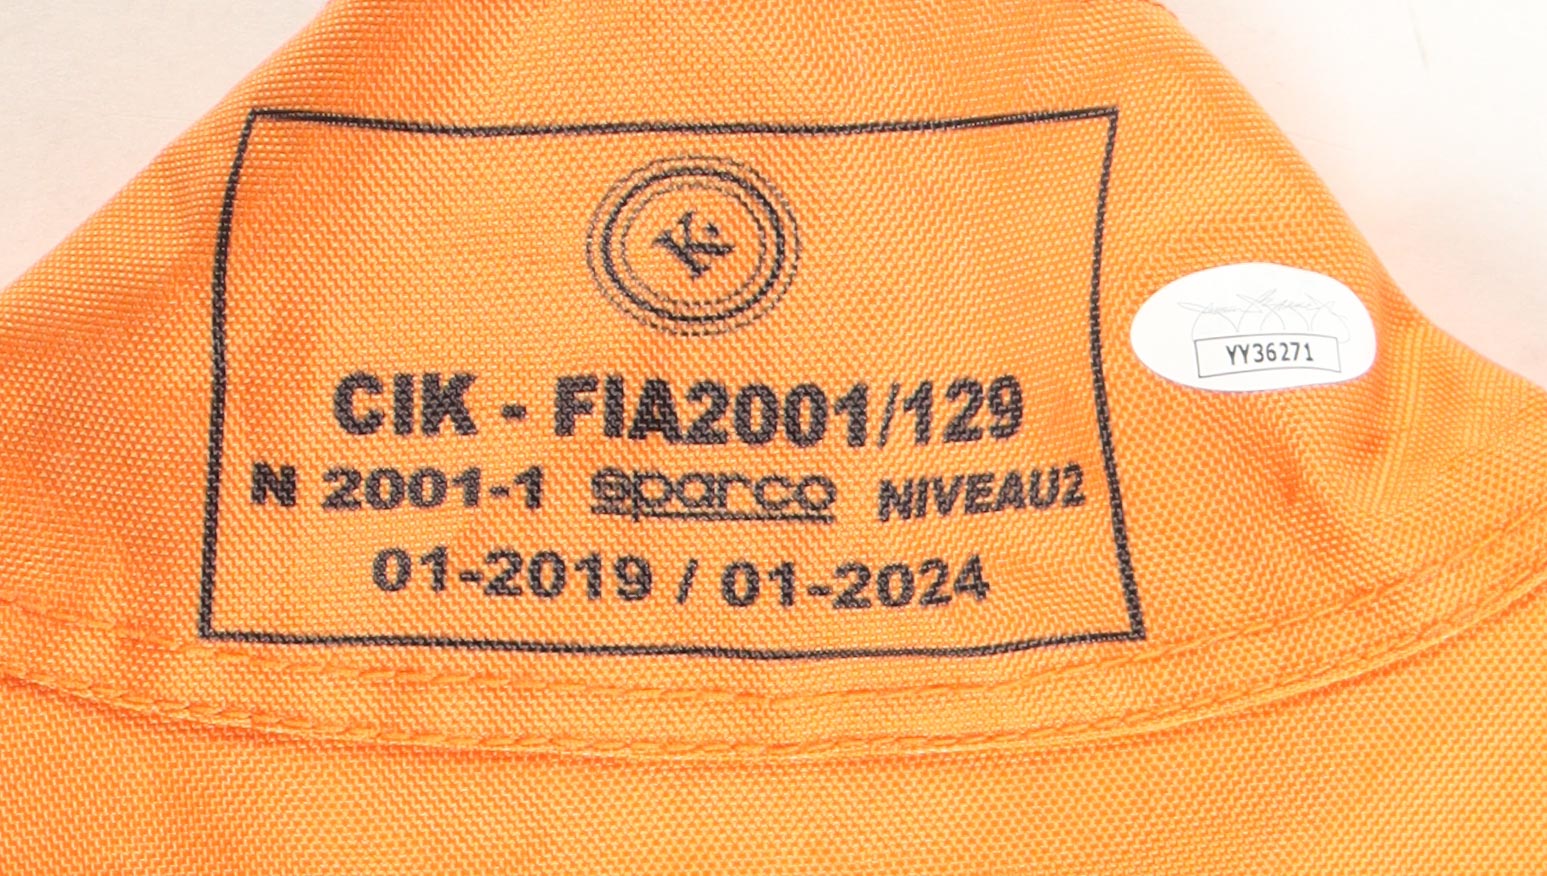 K.
CIK - FIA2001/129
N 2001-1 sparco NIVEAU2
01-2019 / 01-2024
YY36271